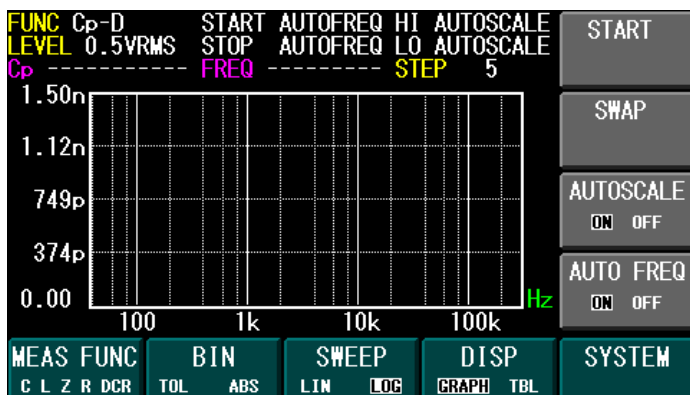 FUNC Cp-D START AUTOFREQ HI AUTOSCALE
LEVEL 0.5VRMS STOP AUTOFREQ LO AUTOSCALE
Cp ----------- FREQ --------- STEP 5
1.50n
1.12n
749p
374p
0.00
Hz
100 1k 10k 100k
START
SWAP
AUTOSCALE
ON OFF
AUTO FREQ
ON OFF
MEAS FUNC BIN SWEEP DISP SYSTEM
C L Z R DCR TOL ABS LIN LOG GRAPH TBL